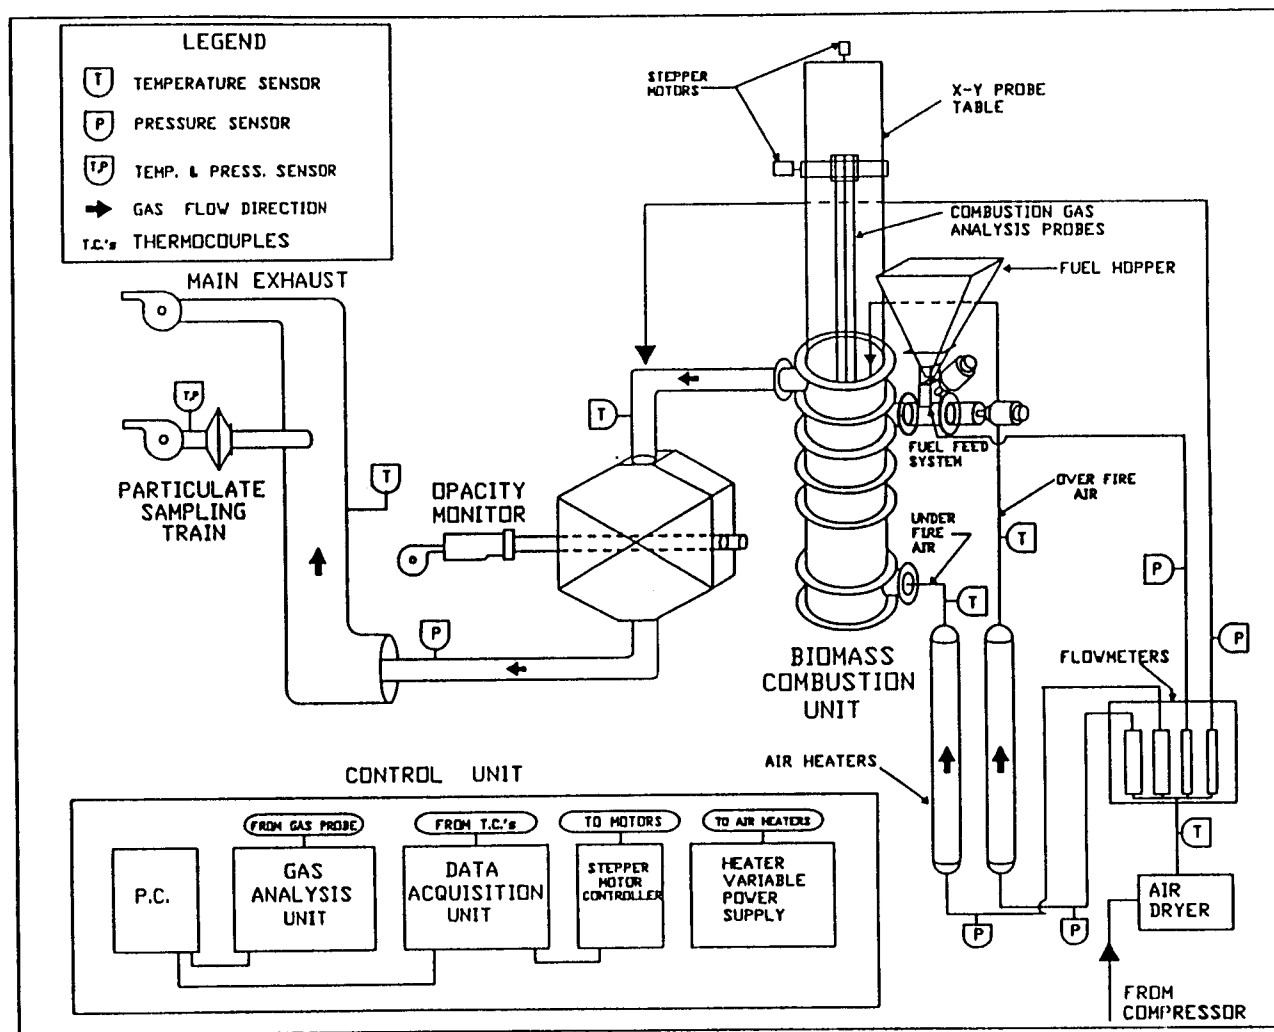 LEGEND
T TEMPERATURE SENSOR
P PRESSURE SENSOR
T,P TEMP. & PRESS. SENSOR
GAS FLOW DIRECTION
T.C.'s THERMOCOUPLES
STEPPER
MOTORS
X-Y PROBE
TABLE
COMBUSTION GAS
ANALYSIS PROBES
FUEL HOPPER
MAIN EXHAUST
T,P
PARTICULATE
SAMPLING
TRAIN
T
T
OPACITY
MONITOR
FUEL FEED
SYSTEM
OVER FIRE
AIR
UNDER
FIRE
AIR
T
T
P
P
P
BIOMASS
COMBUSTION
UNIT
FLOWMETERS
AIR HEATERS
T
P
P
AIR
DRYER
FROM
COMPRESSOR
CONTROL UNIT
FROM GAS PROBE
FROM T.C.'s
TO MOTORS
TO AIR HEATERS
P.C.
GAS
ANALYSIS
UNIT
DATA
ACQUISITION
UNIT
STEPPER
MOTOR
CONTROLLER
HEATER
VARIABLE
POWER
SUPPLY